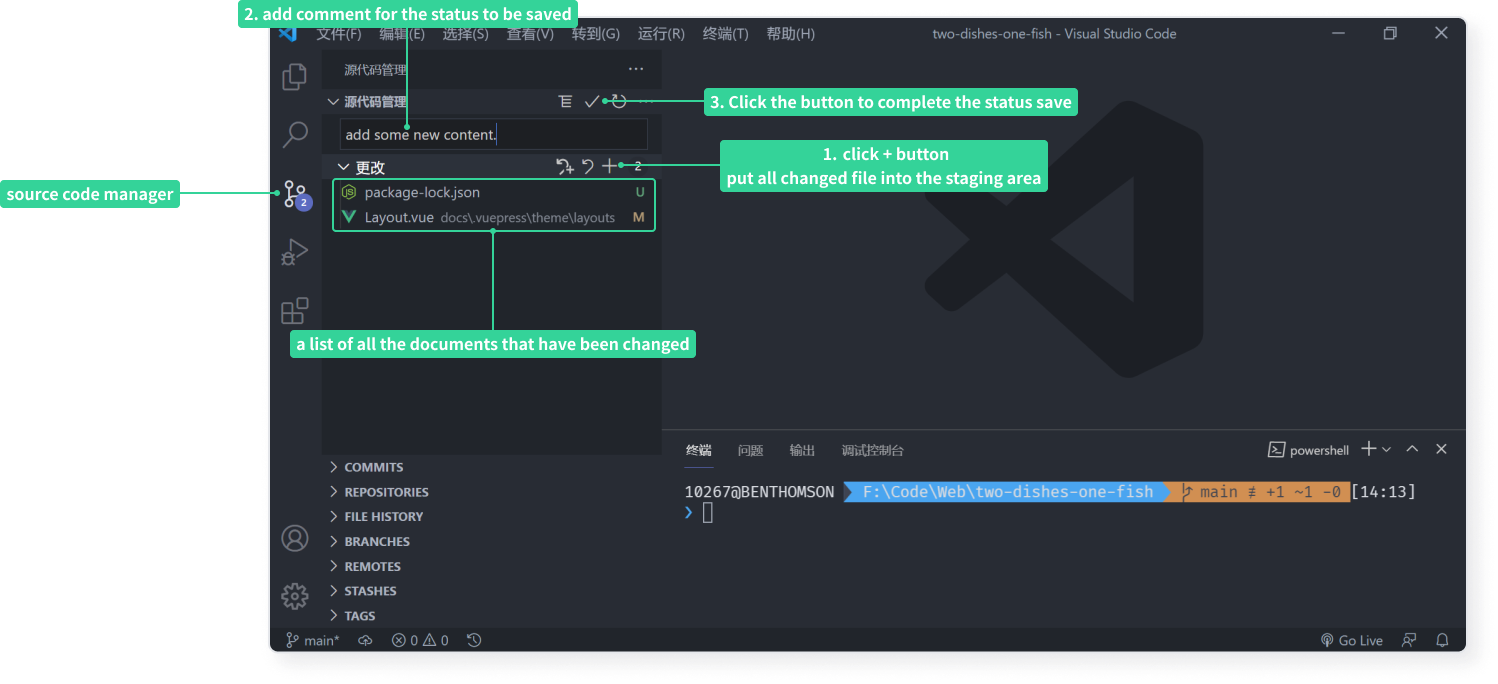 2. add comment for the status to be saved
文件(F) 编辑(E) 选择(S) 查看(V) 转到(G) 运行(R) 终端(T) 帮助(H)
two-dishes-one-fish - Visual Studio Code
源代码管理
源代码管理
3. Click the button to complete the status save
add some new content.
1. click + button
put all changed file into the staging area
更改
2
source code manager
2
package-lock.json U
Layout.vue docs\.vuepress\theme\layouts M
a list of all the documents that have been changed
终端 问题 输出 调试控制台
powershell
10267@BENTHOMSON F:\Code\Web\two-dishes-one-fish main ≢ +1 ~1 -0 [14:13]
❯
COMMITS
REPOSITORIES
FILE HISTORY
BRANCHES
REMOTES
STASHES
TAGS
main* 0 0
Go Live